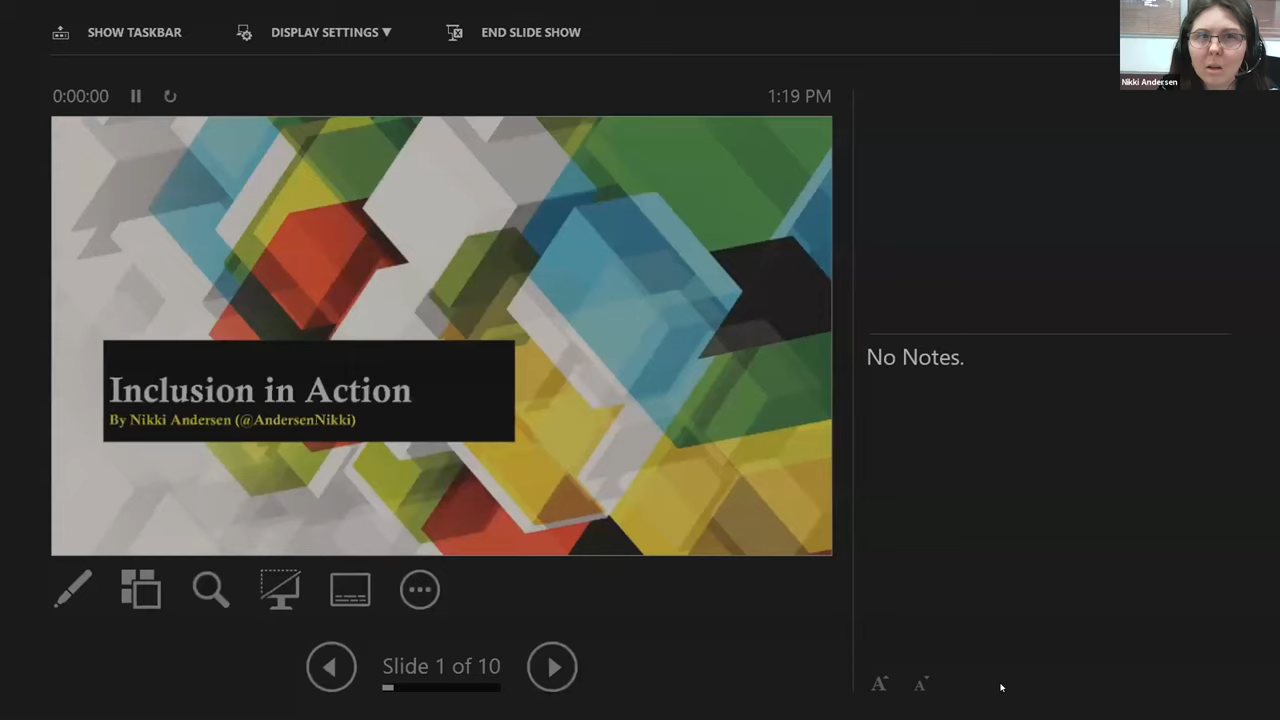 SHOW TASKBAR
DISPLAY SETTINGS ▼
END SLIDE SHOW
Nikki Andersen
0:00:00
1:19 PM
Inclusion in Action
By Nikki Andersen (@AndersenNikki)
No Notes.
Slide 1 of 10
A A